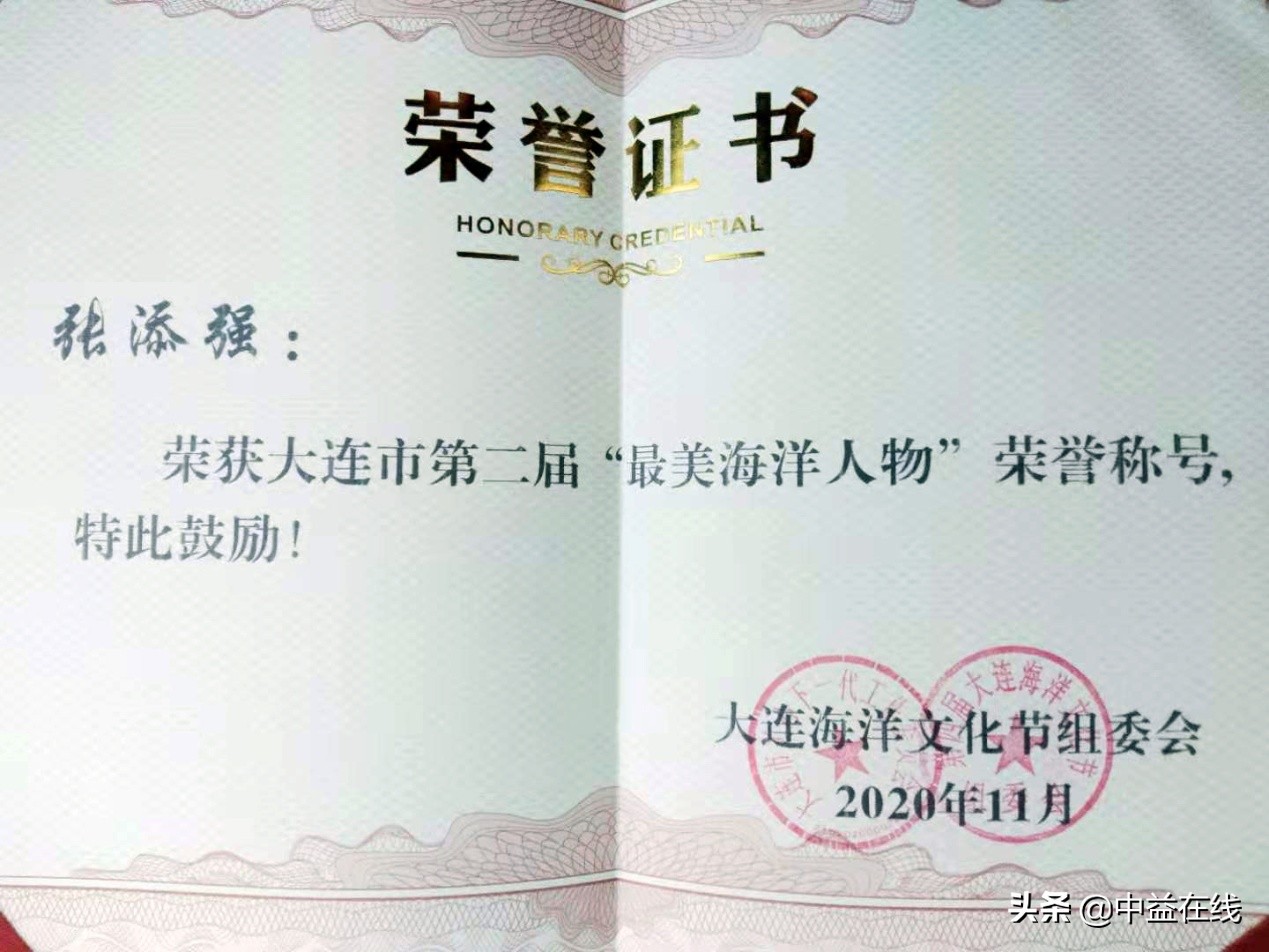 荣誉证书
HONORARY CREDENTIAL
张添强：
荣获大连市第二届“最美海洋人物”荣誉称号，
特此鼓励！
大连海洋文化节组委会
2020年11月
头条 @中益在线